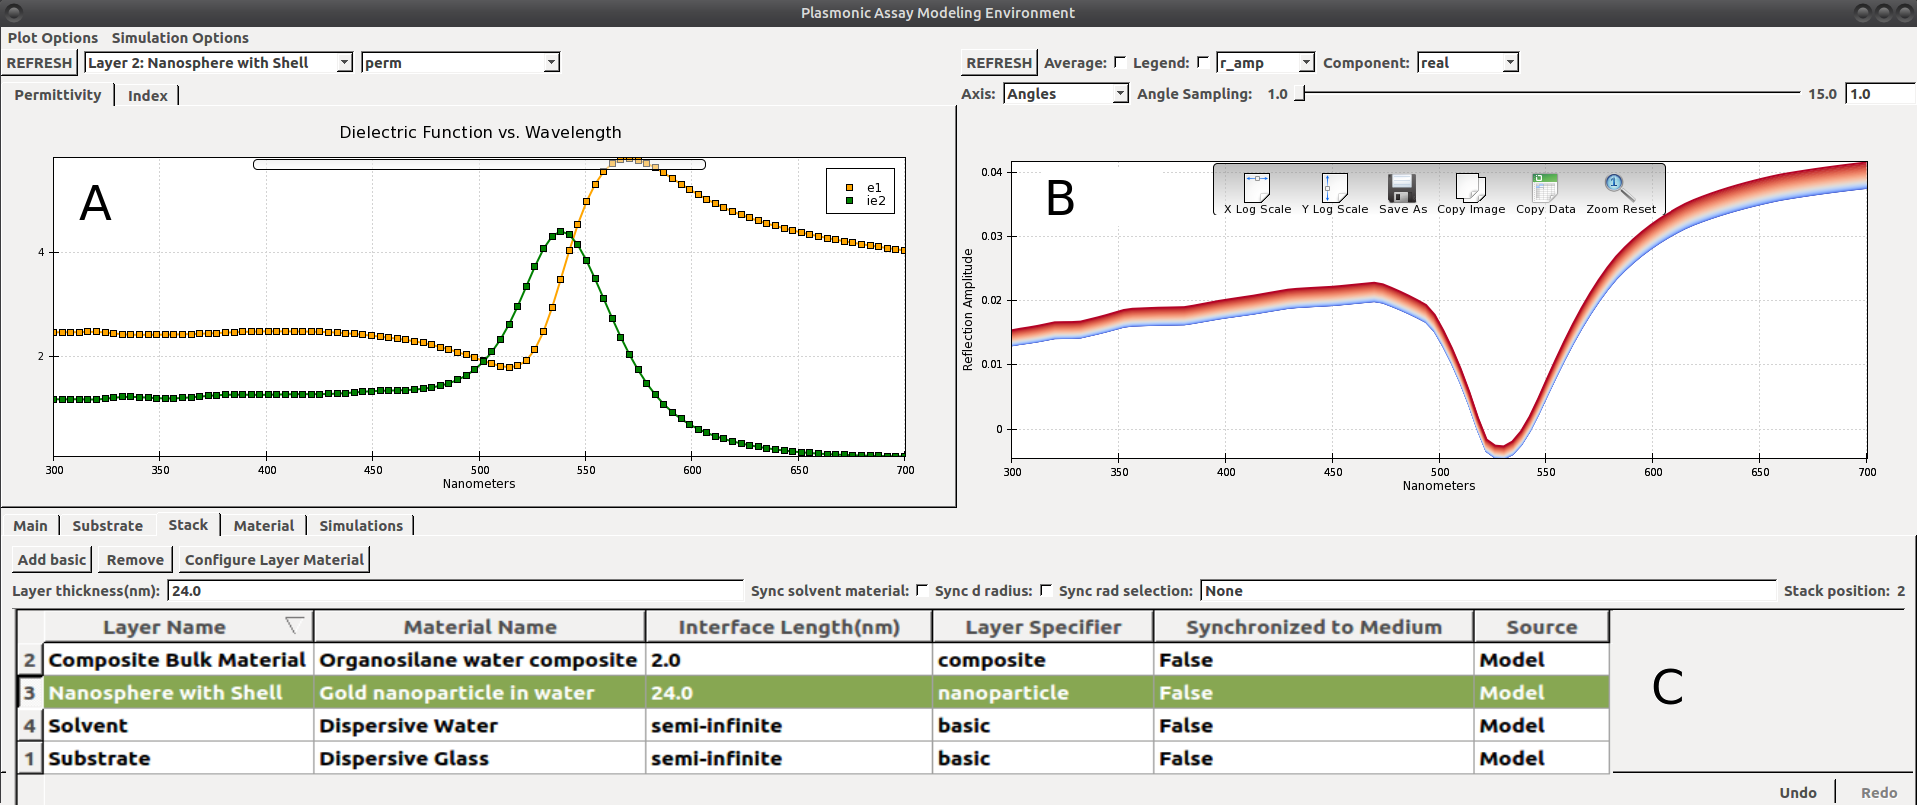 Plasmonic Assay Modeling Environment
Plot Options Simulation Options
REFRESH Layer 2: Nanosphere with Shell perm
Permittivity Index
Dielectric Function vs. Wavelength
A
e1
ie2
4
2
300 350 400 450 500 550 600 650 700
Nanometers
REFRESH Average: Legend: r_amp Component: real
Axis: Angles Angle Sampling: 1.0 15.0 1.0
B
X Log Scale Y Log Scale Save As Copy Image Copy Data Zoom Reset
Reflection Amplitude
0.04
0.03
0.02
0.01
0
300 350 400 450 500 550 600 650 700
Nanometers
Main Substrate Stack Material Simulations
Add basic Remove Configure Layer Material
Layer thickness(nm): 24.0 Sync solvent material: Sync d radius: Sync rad selection: None Stack position: 2
Layer Name Material Name Interface Length(nm) Layer Specifier Synchronized to Medium Source
2 Composite Bulk Material Organosilane water composite 2.0 composite False Model
3 Nanosphere with Shell Gold nanoparticle in water 24.0 nanoparticle False Model
4 Solvent Dispersive Water semi-infinite basic False Model
1 Substrate Dispersive Glass semi-infinite basic False Model
C
Undo Redo